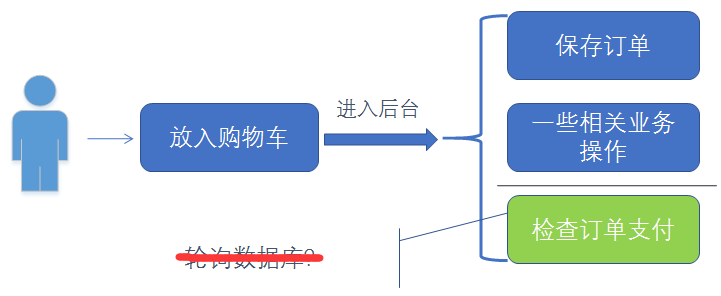 保存订单
进入后台
放入购物车
一些相关业务
操作
检查订单支付
轮询数据库?